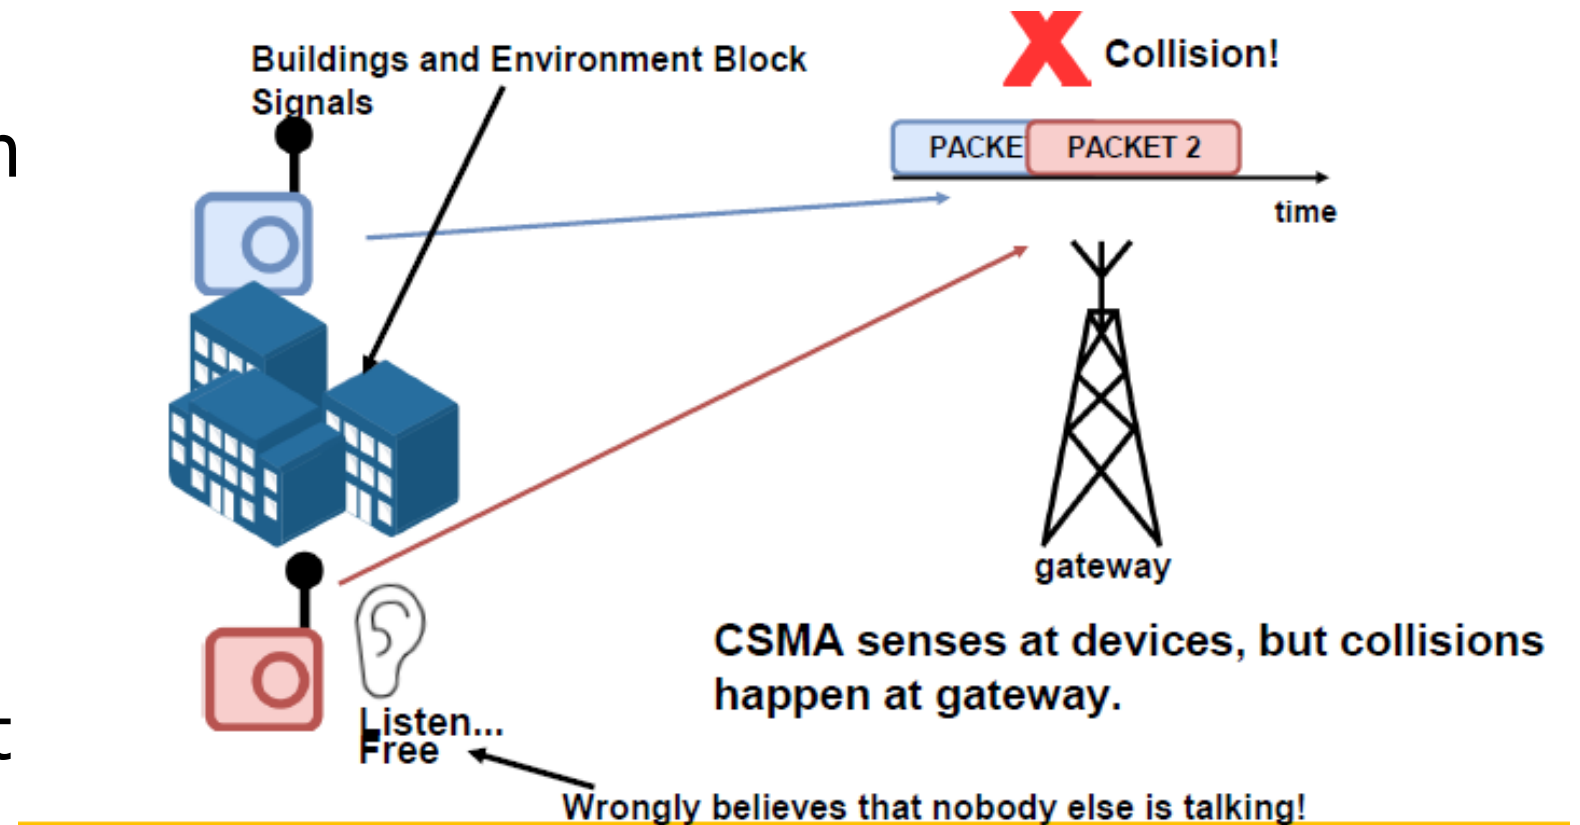 Buildings and Environment Block
Signals
Collision!
n
PACKE
PACKET 2
time
gateway
CSMA senses at devices, but collisions
happen at gateway.
t
Listen...
Free
Wrongly believes that nobody else is talking!